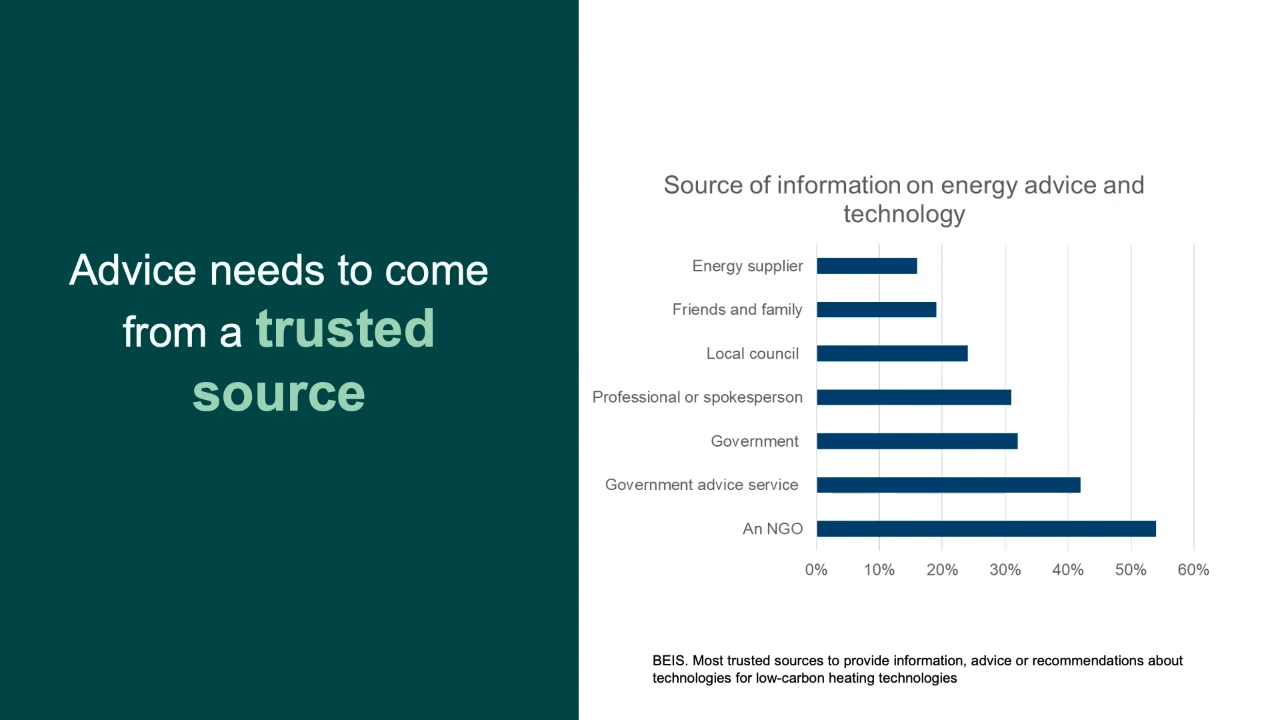 Advice needs to come
from a trusted
source
Source of information on energy advice and
technology
Energy supplier
Friends and family
Local council
Professional or spokesperson
Government
Government advice service
An NGO
0% 10% 20% 30% 40% 50% 60%
BEIS. Most trusted sources to provide information, advice or recommendations about
technologies for low-carbon heating technologies